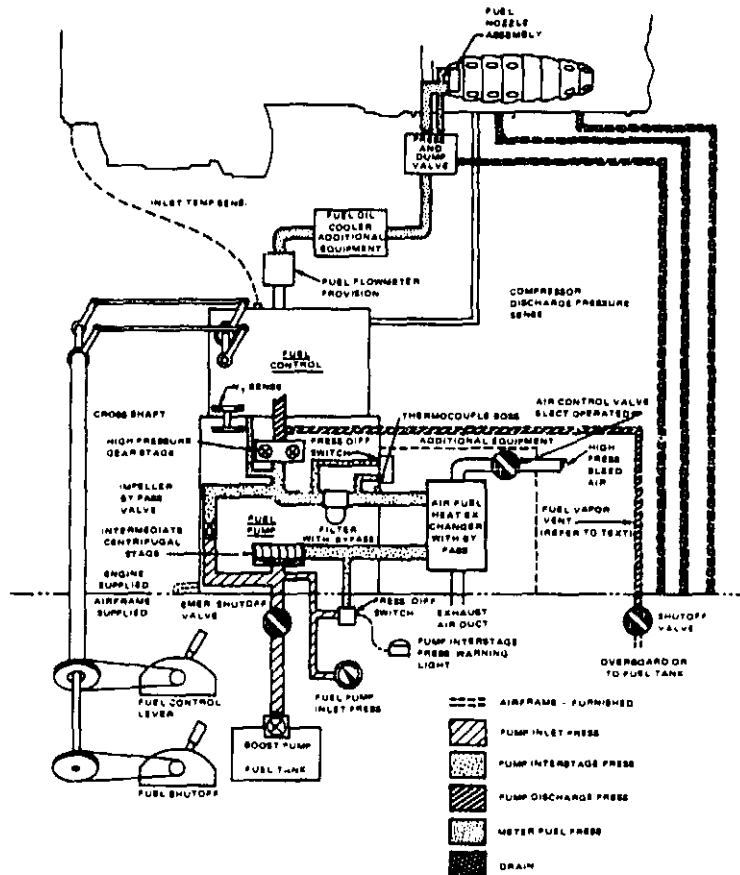 FUEL
NOZZLE
ASSEMBLY
PRESS
AND
DUMP
VALVE
INLET TEMP SENS.
FUEL OIL
COOLER
ADDITIONAL
EQUIPMENT
FUEL FLOWMETER
PROVISION
COMPRESSOR
DISCHARGE PRESSURE
SENSE
FUEL
CONTROL
SENSE
CROSS SHAFT
HIGH PRESSURE
GEAR STAGE
PRESS DIFF
SWITCH
THERMOCOUPLE BOSS
ADDITIONAL EQUIPMENT
AIR CONTROL VALVE
ELECT OPERATED
HIGH
PRESS
BLEED
AIR
IMPELLER
BY PASS
VALVE
INTERMEDIATE
CENTRIFUGAL
STAGE
FUEL
PUMP
FILTER
WITH BYPASS
AIR FUEL
HEAT EX
CHANGER
WITH BY
PASS
FUEL VAPOR
VENT
(REFER TO TEXT)
ENGINE
SUPPLIED
AIRFRAME
SUPPLIED
EMER SHUTOFF
VALVE
PRESS DIFF
SWITCH
EXHAUST
AIR DUCT
SHUTOFF
VALVE
PUMP INTERSTAGE
PRESS WARNING
LIGHT
OVERBOARD OR
TO FUEL TANK
FUEL PUMP
INLET PRESS
FUEL CONTROL
LEVER
BOOST PUMP
FUEL TANK
FUEL SHUTOFF
AIRFRAME - FURNISHED
PUMP INLET PRESS
PUMP INTERSTAGE PRESS
PUMP DISCHARGE PRESS
METER FUEL PRESS
DRAIN